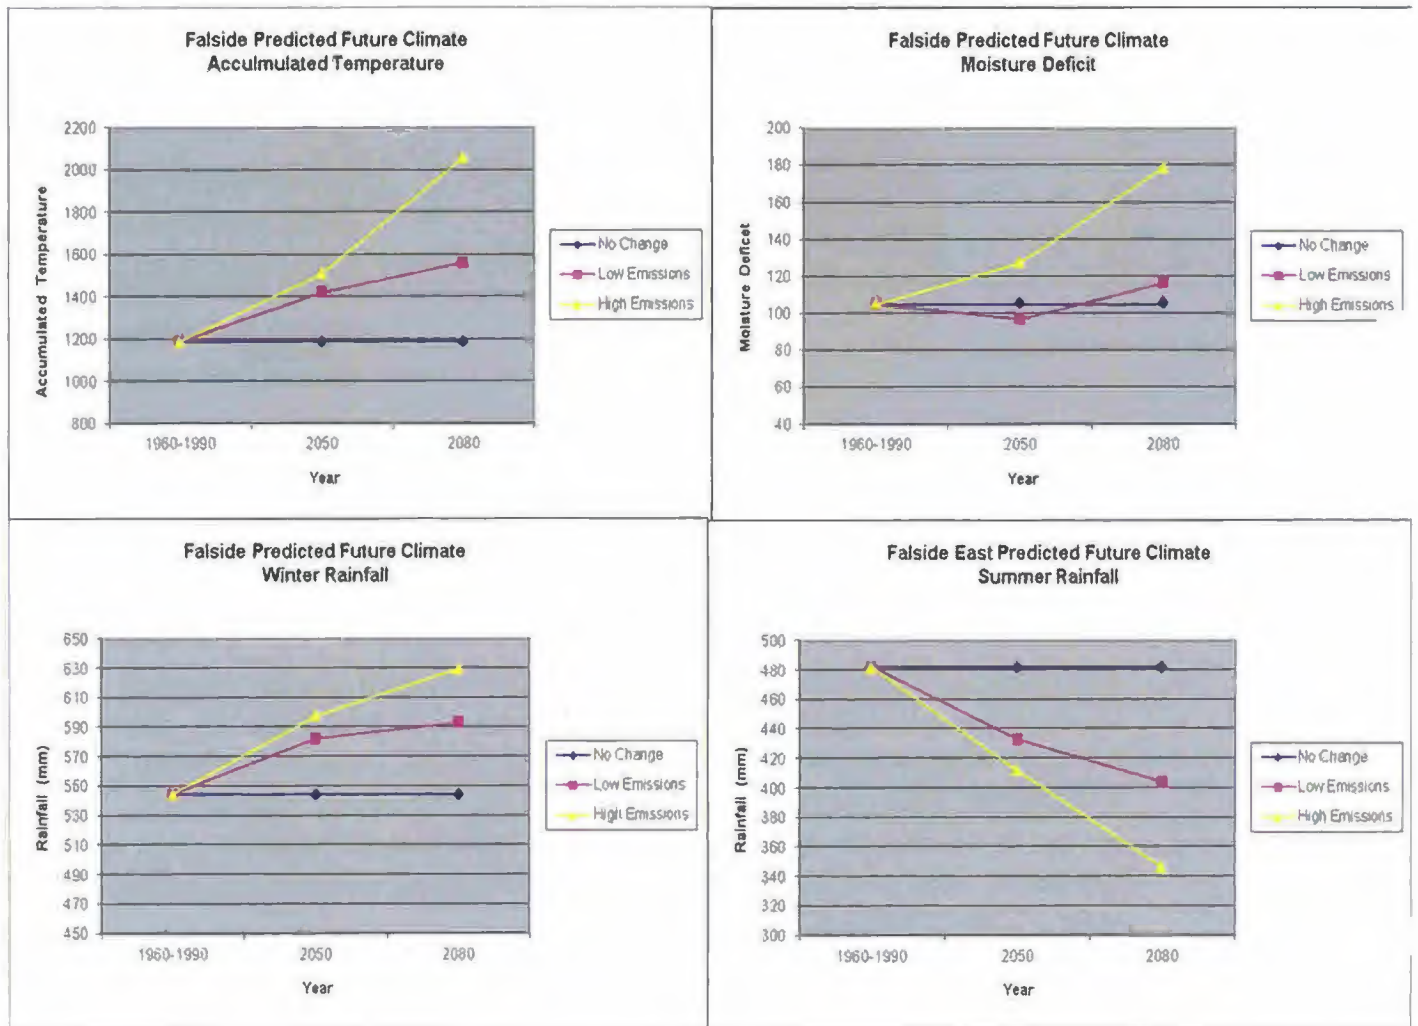 Falside Predicted Future Climate
Acculmulated Temperature
Accumulated Temperature
2200
2000
1800
1600
1400
1200
1000
800
1960-1990 2050 2080
Year
No Change
Low Emissions
High Emissions
Falside Predicted Future Climate
Moisture Deficit
Moisture Deficet
200
180
160
140
120
100
80
60
40
1960-1990 2050 2080
Year
No Change
Low Emissions
High Emissions
Falside Predicted Future Climate
Winter Rainfall
Rainfall (mm)
650
630
610
590
570
550
530
510
490
470
450
1960-1990 2050 2080
Year
No Change
Low Emissions
High Emissions
Falside East Predicted Future Climate
Summer Rainfall
Rainfall (mm)
500
480
460
440
420
400
380
360
340
320
300
1960-1990 2050 2080
Year
No Change
Low Emissions
High Emissions